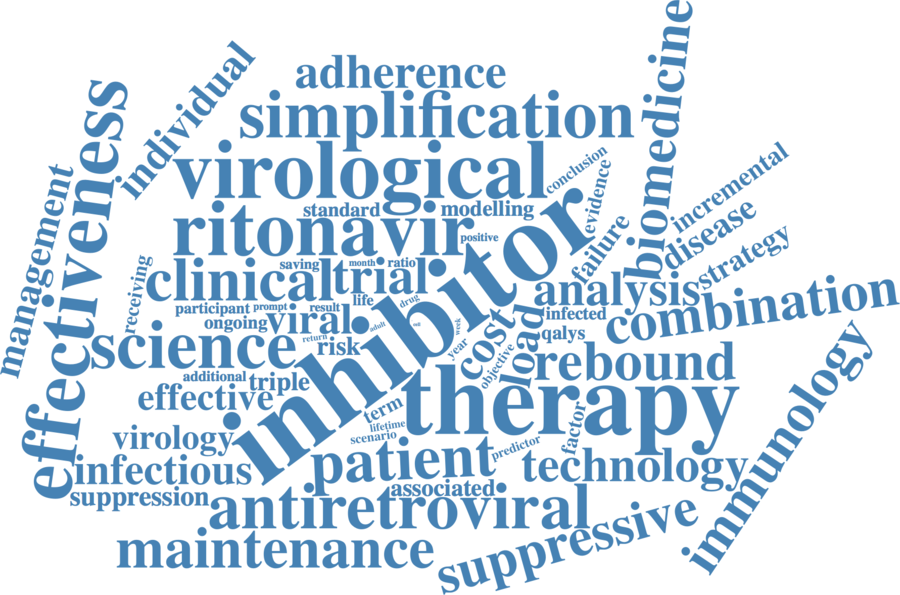 adherence
individual
simplification
biomedicine
effectiveness
virological
conclusion
evidence
incremental
management
standard
modelling
ritonavir
positive
failure
disease
strategy
saving
month
ratio
receiving
clinical
trial
inhibitor
analysis
combination
life
drug
participant
prompt
result
ongoing
viral
adult
week
cost
load
infected
qalys
science
return
risk
year
objective
rebound
additional
triple
effective
term
therapy
immunology
lifetime
scenario
factor
virology
predictor
infectious
patient
technology
suppression
associated
antiretroviral
suppressive
maintenance